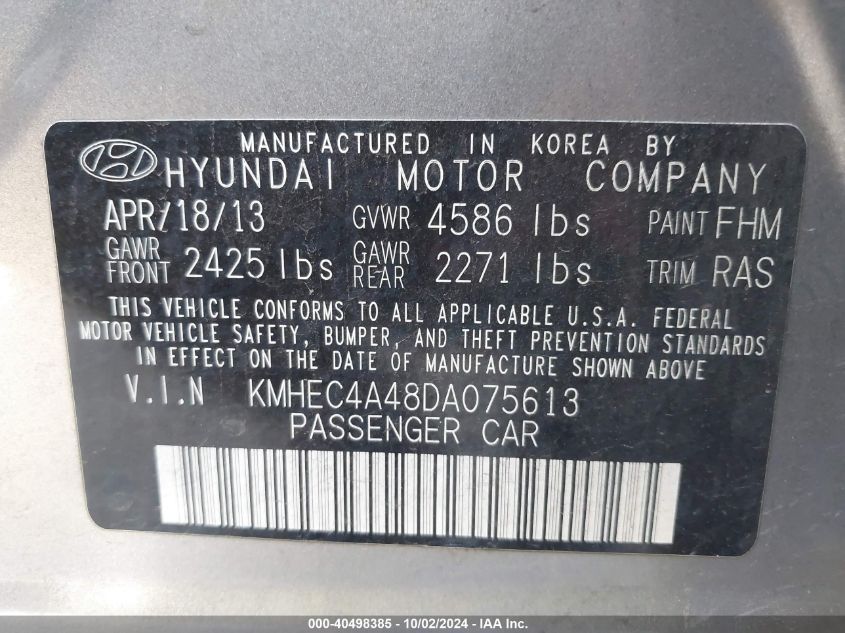 MANUFACTURED IN KOREA BY
HYUNDAI MOTOR COMPANY
APR/18/13 GVWR 4586 lbs PAINT FHM
GAWR FRONT 2425 lbs GAWR REAR 2271 lbs TRIM RAS
THIS VEHICLE CONFORMS TO ALL APPLICABLE U.S.A. FEDERAL
MOTOR VEHICLE SAFETY, BUMPER, AND THEFT PREVENTION STANDARDS
IN EFFECT ON THE DATE OF MANUFACTURE SHOWN ABOVE
V.I.N KMHEC4A48DA075613
PASSENGER CAR
000-40498385 - 10/02/2024 - IAA Inc.